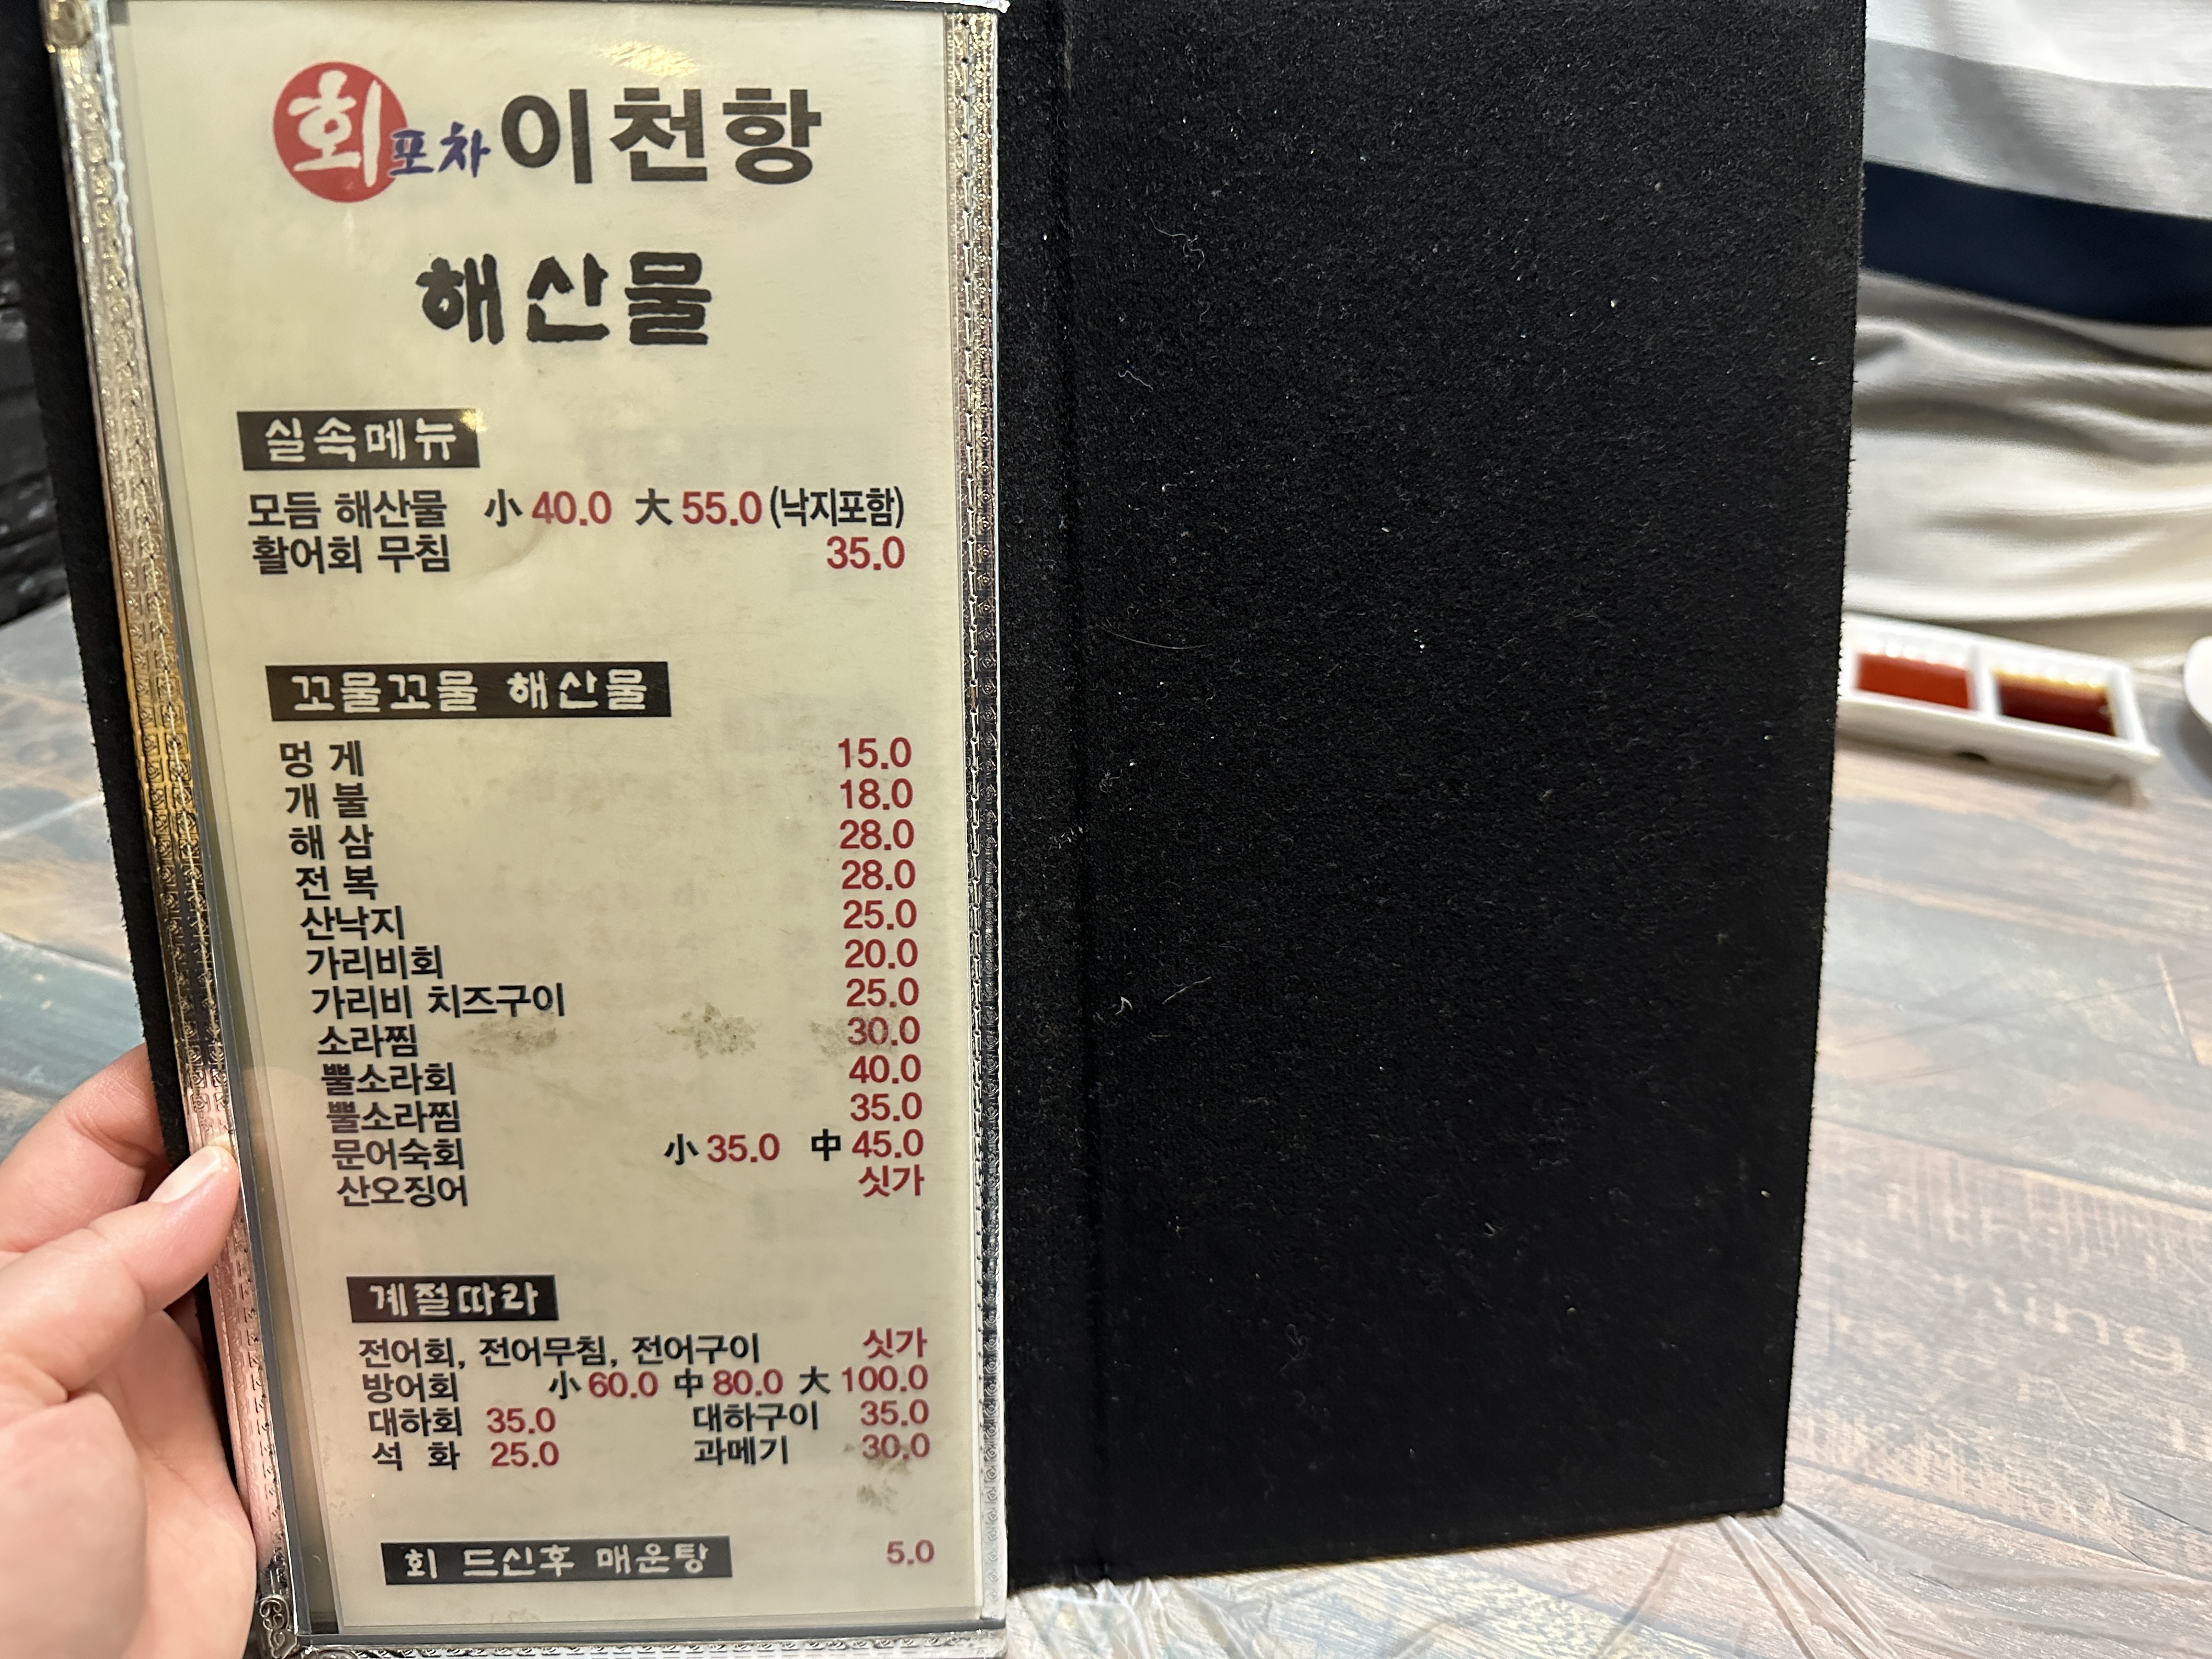 회포차 이천항
해산물
실속메뉴
모듬 해산물 小 40.0 大 55.0 (낙지포함)
활어회 무침 35.0
꼬물꼬물 해산물
멍 게 15.0
개 불 18.0
해 삼 28.0
전 복 28.0
산낙지 25.0
가리비회 20.0
가리비 치즈구이 25.0
소라찜 30.0
뿔소라회 40.0
뿔소라찜 35.0
문어숙회 小 35.0 中 45.0
산오징어 싯가
계절따라
전어회, 전어무침, 전어구이 싯가
방어회 小 60.0 中 80.0 大 100.0
대하회 35.0 대하구이 35.0
석 화 25.0 과메기 30.0
회 드신후 매운탕 5.0